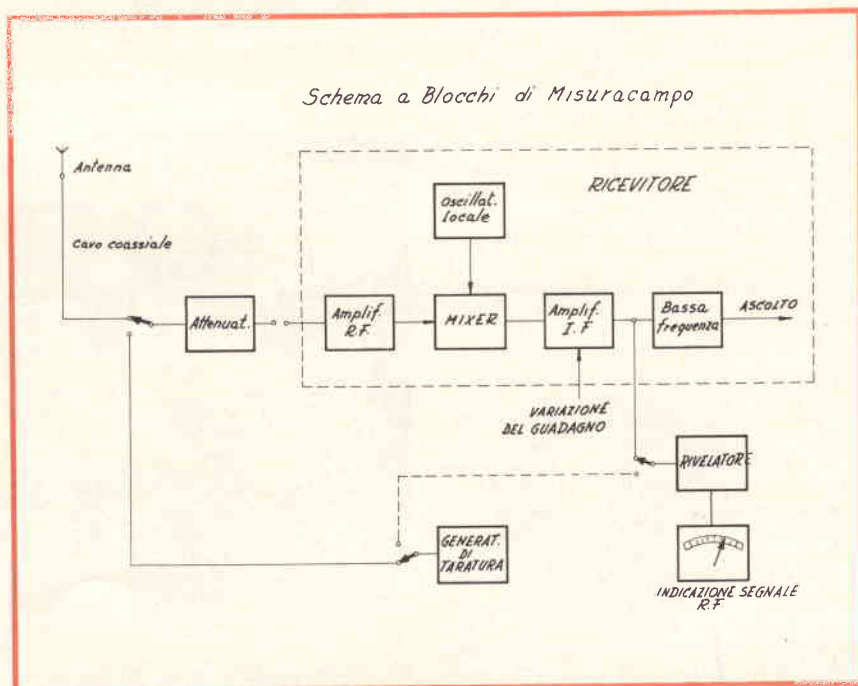 Schema a Blocchi di Misuracampo
Antenna
Cavo coassiale
RICEVITORE
Oscillat.
locale
Attenuat.
Amplif.
R.F.
MIXER
Amplif.
I.F
Bassa
frequenza
ASCOLTO
VARIAZIONE
DEL GUADAGNO
RIVELATORE
GENERAT.
DI
TARATURA
INDICAZIONE SEGNALE
R.F